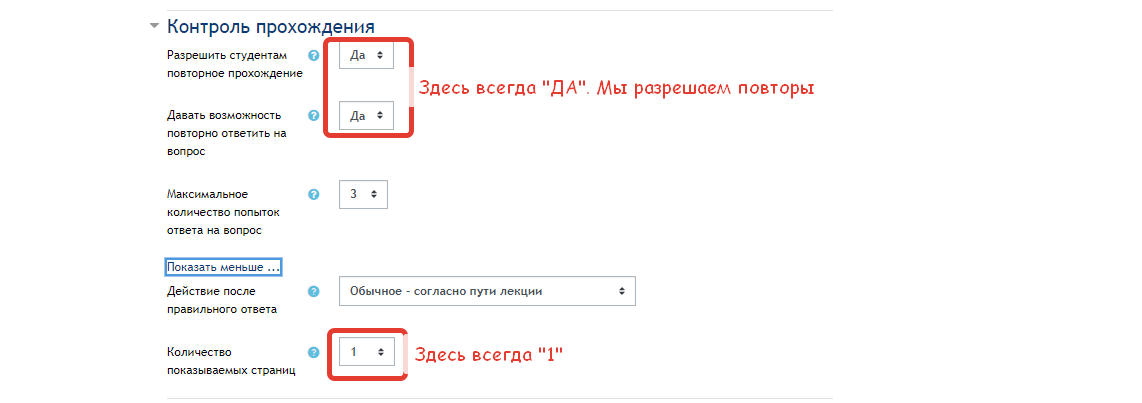 Контроль прохождения
Разрешить студентам
повторное прохождение
Да
Здесь всегда "ДА". Мы разрешаем повторы
Давать возможность
повторно ответить на
вопрос
Да
Максимальное
количество попыток
ответа на вопрос
3
Показать меньше ...
Действие после
правильного ответа
Обычное - согласно пути лекции
Количество
показываемых страниц
1
Здесь всегда "1"